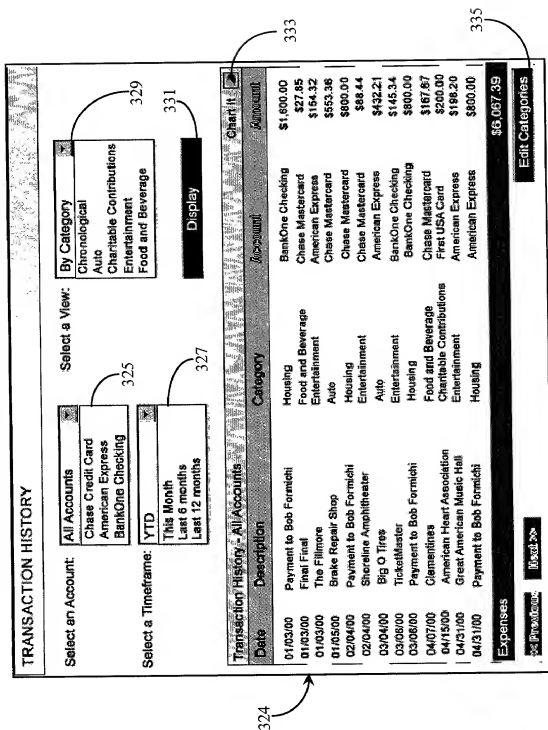 TRANSACTION HISTORY
Select an Account:
All Accounts
Chase Credit Card
American Express
BankOne Checking
325
Select a Timeframe:
YTD
This Month
Last 6 months
Last 12 months
327
Select a View:
By Category
Chronological
Auto
Charitable Contributions
Entertainment
Food and Beverage
329
Display
331
Transaction History - All Accounts Chart It
333
Date Description Category Account Amount
01/03/00 Payment to Bob Formichi Housing BankOne Checking $1,600.00
01/03/00 Final Final Food and Beverage Chase Mastercard $27.85
01/03/00 The Fillmore Entertainment American Express $154.32
01/05/00 Brake Repair Shop Auto Chase Mastercard $553.36
02/04/00 Payment to Bob Formichi Housing Chase Mastercard $800.00
02/04/00 Shoreline Amphitheater Entertainment Chase Mastercard $88.44
03/04/00 Big O Tires Auto American Express $432.21
03/08/00 TicketMaster Entertainment BankOne Checking $145.34
03/08/00 Payment to Bob Formichi Housing BankOne Checking $800.00
04/07/00 Clementines Food and Beverage Chase Mastercard $167.67
04/15/00 American Heart Association Charitable Contributions First USA Card $200.00
04/31/00 Great American Music Hall Entertainment American Express $198.20
04/31/00 Payment to Bob Formichi Housing American Express $800.00
Expenses $6,067.39
<< Previous Next >> Edit Categories
335
324